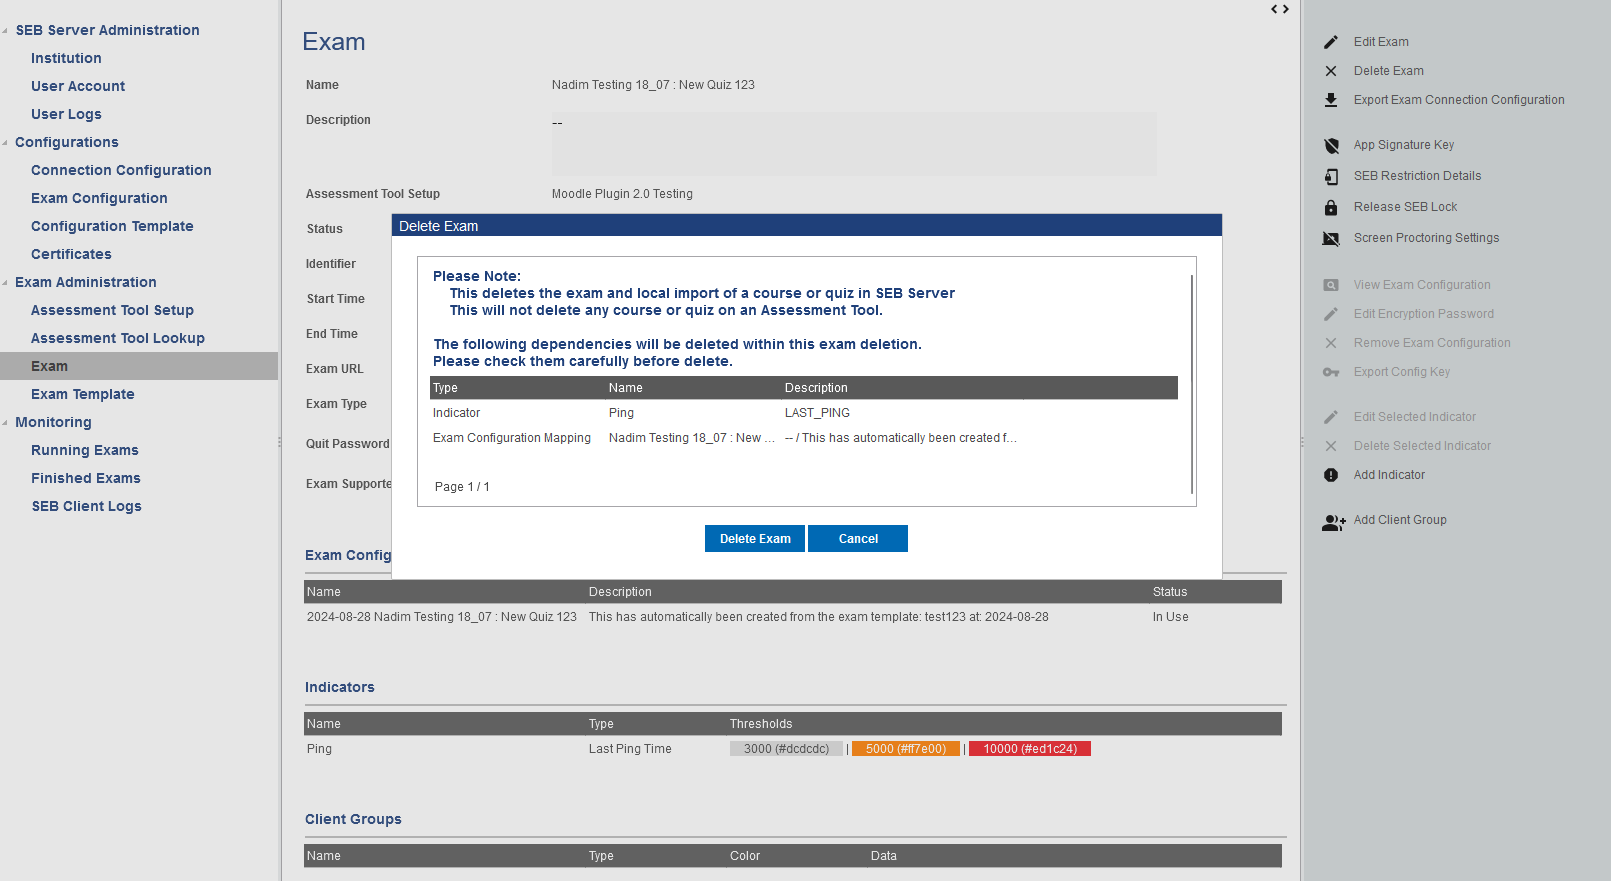 SEB Server Administration
Institution
User Account
User Logs
Configurations
Connection Configuration
Exam Configuration
Configuration Template
Certificates
Exam Administration
Assessment Tool Setup
Assessment Tool Lookup
Exam
Exam Template
Monitoring
Running Exams
Finished Exams
SEB Client Logs
Exam
Name Nadim Testing 18_07 : New Quiz 123
Description --
Assessment Tool Setup Moodle Plugin 2.0 Testing
Status
Identifier
Start Time
End Time
Exam URL
Exam Type
Quit Password
Exam Supporte
Delete Exam
Please Note:
This deletes the exam and local import of a course or quiz in SEB Server
This will not delete any course or quiz on an Assessment Tool.
The following dependencies will be deleted within this exam deletion.
Please check them carefully before delete.
Type Name Description
Indicator Ping LAST_PING
Exam Configuration Mapping Nadim Testing 18_07 : New ... -- / This has automatically been created f...
Page 1 / 1
Delete Exam Cancel
Exam Config
Name Description Status
2024-08-28 Nadim Testing 18_07 : New Quiz 123 This has automatically been created from the exam template: test123 at: 2024-08-28 In Use
Indicators
Name Type Thresholds
Ping Last Ping Time 3000 (#dcdcdc) | 5000 (#ff7e00) | 10000 (#ed1c24)
Client Groups
Name Type Color Data
Edit Exam
Delete Exam
Export Exam Connection Configuration
App Signature Key
SEB Restriction Details
Release SEB Lock
Screen Proctoring Settings
View Exam Configuration
Edit Encryption Password
Remove Exam Configuration
Export Config Key
Edit Selected Indicator
Delete Selected Indicator
Add Indicator
Add Client Group